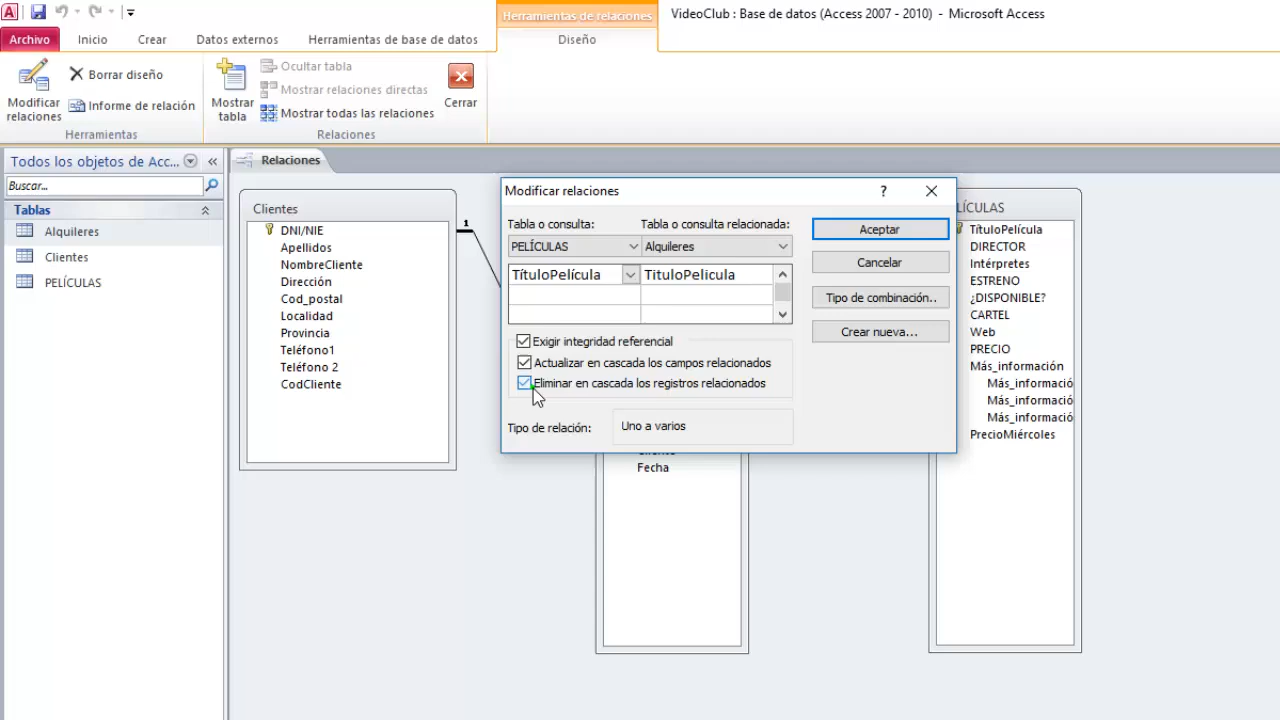 Herramientas de relaciones
VideoClub : Base de datos (Access 2007 - 2010) - Microsoft Access
Archivo
Inicio
Crear
Datos externos
Herramientas de base de datos
Diseño
Modificar relaciones
Borrar diseño
Informe de relación
Herramientas
Mostrar tabla
Ocultar tabla
Mostrar relaciones directas
Mostrar todas las relaciones
Relaciones
Cerrar
Todos los objetos de Acc...
Buscar...
Tablas
Alquileres
Clientes
PELÍCULAS
Relaciones
Clientes
DNI/NIE
Apellidos
NombreCliente
Dirección
Cod_postal
Localidad
Provincia
Teléfono1
Teléfono 2
CodCliente
1
Modificar relaciones
?
Tabla o consulta:
Tabla o consulta relacionada:
PELÍCULAS
Alquileres
TítuloPelícula
TituloPelicula
Exigir integridad referencial
Actualizar en cascada los campos relacionados
Eliminar en cascada los registros relacionados
Tipo de relación:
Uno a varios
Aceptar
Cancelar
Tipo de combinación..
Crear nueva...
Fecha
LÍCULAS
TítuloPelícula
DIRECTOR
Intérpretes
ESTRENO
¿DISPONIBLE?
CARTEL
Web
PRECIO
Más_información
Más_informació
Más_informació
Más_informació
PrecioMiércoles